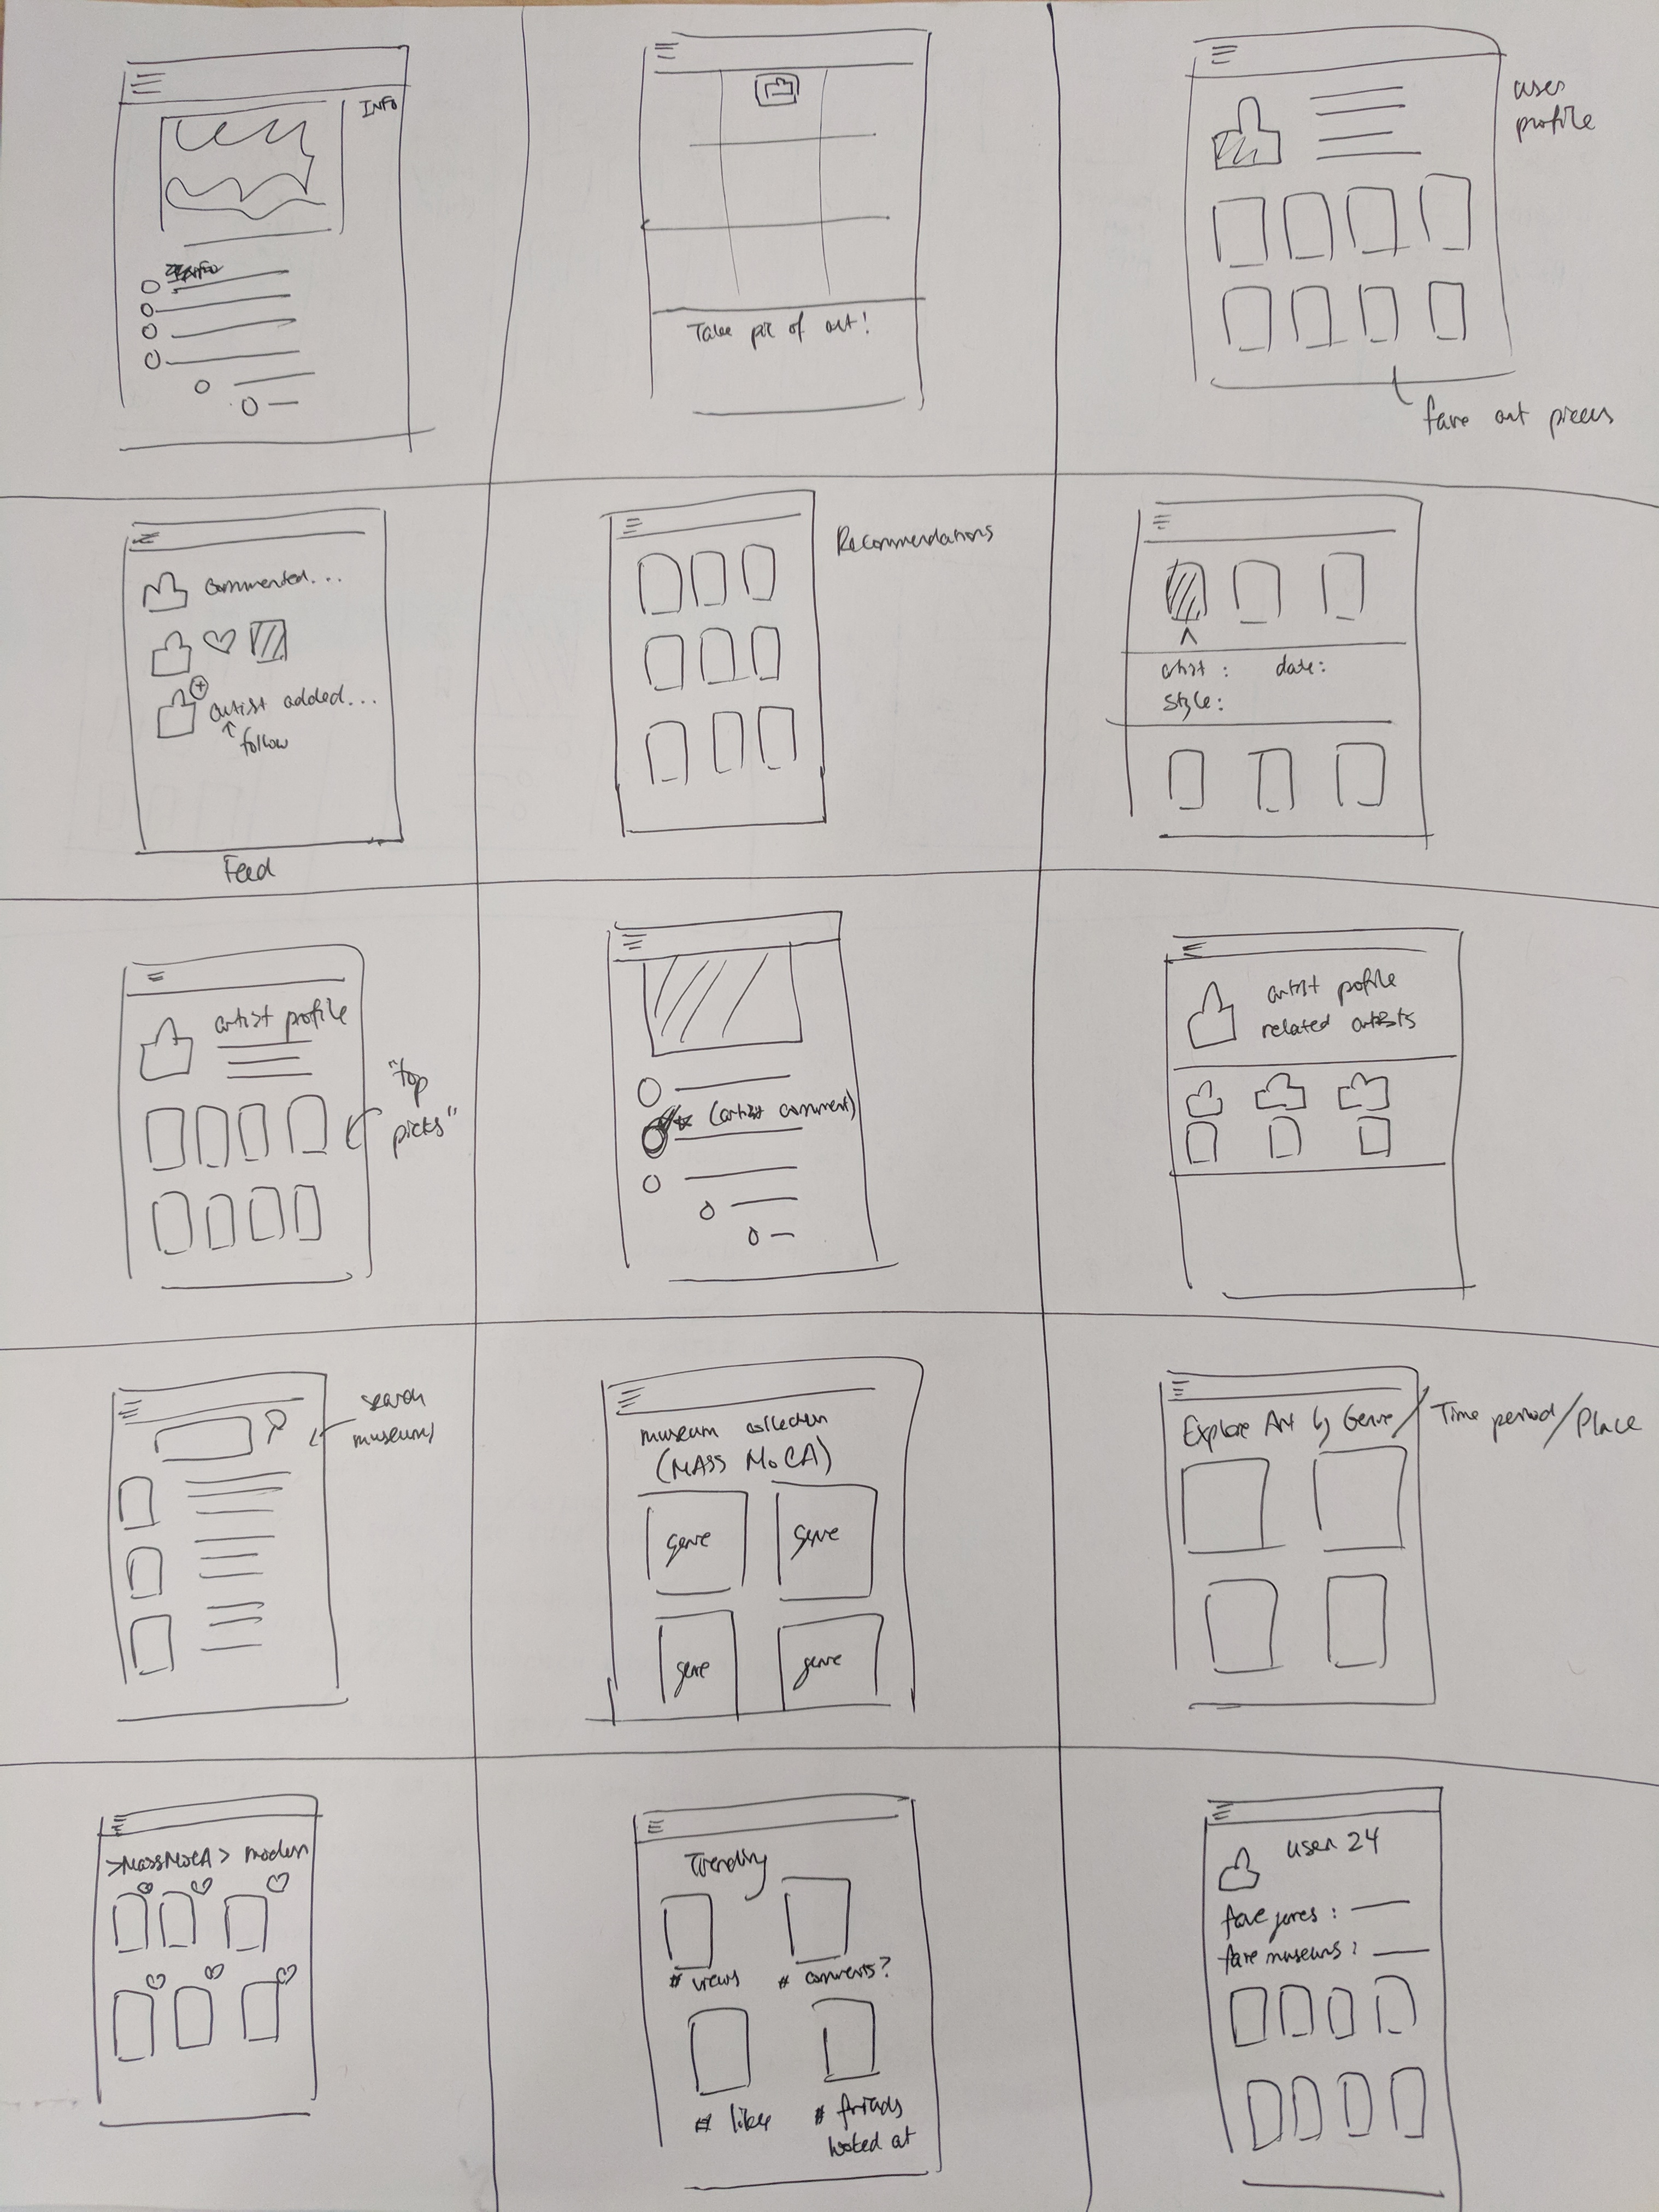 INFO
Take pic of art!
user
profile
fave art pieces
commented...
artist added...
follow
Feed
Recommendations
artist :
date:
style:
artist profile
"top
picks"
(artist comment)
artist profile
related artists
search
museums
museum collection
(MASS MoCA)
genre
genre
genre
genre
Explore Art by Genre / Time period/Place
>MassMoCA> modern
Trending
# views
# comments?
# likes
# friends
looked at
user 24
fave genres :
fave museums :